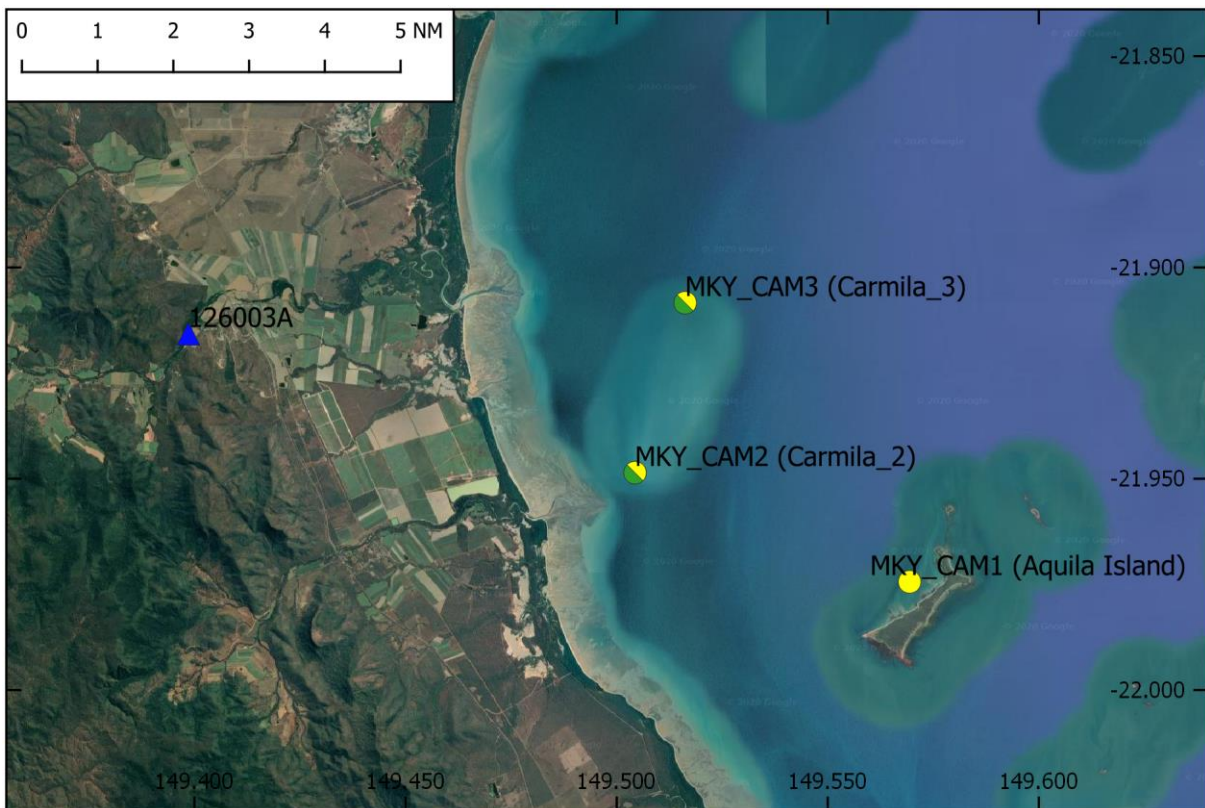 0 1 2 3 4 5 NM
-21.850
-21.900
MKY_CAM3 (Carmila_3)
126003A
MKY_CAM2 (Carmila_2)
-21.950
MKY_CAM1 (Aquila Island)
-22.000
149.400 149.450 149.500 149.550 149.600